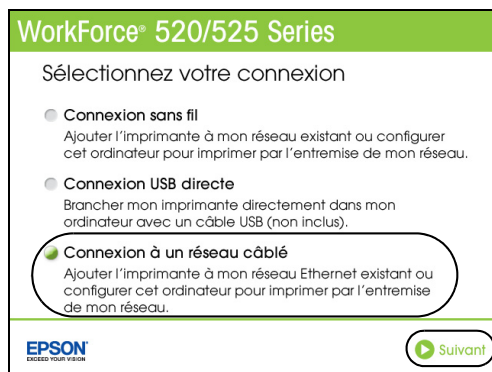 WorkForce® 520/525 Series
Sélectionnez votre connexion
Connexion sans fil
Ajouter l'imprimante à mon réseau existant ou configurer
cet ordinateur pour imprimer par l'entremise de mon réseau.
Connexion USB directe
Brancher mon imprimante directement dans mon
ordinateur avec un câble USB (non inclus).
Connexion à un réseau câblé
Ajouter l'imprimante à mon réseau Ethernet existant ou
configurer cet ordinateur pour imprimer par l'entremise
de mon réseau.
EPSON®
EXCEED YOUR VISION
Suivant